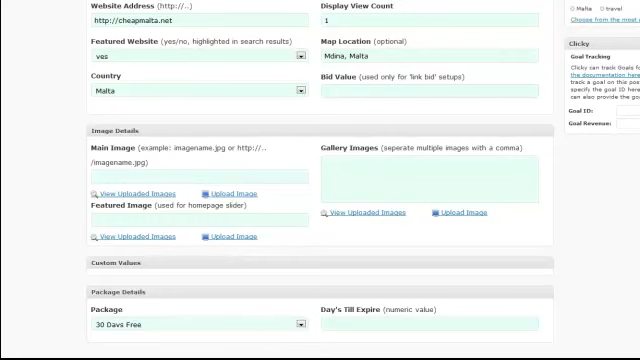 Website Address (http://..)
http://cheapmalta.net
Featured Website (yes/no, highlighted in search results)
yes
Country
Malta
Display View Count
1
Map Location (optional)
Mdina, Malta
Bid Value (used only for 'link bid' setups)
Image Details
Main Image (example: imagename.jpg or http://..
/imagename.jpg)
View Uploaded Images
Upload Image
Featured Image (used for homepage slider)
View Uploaded Images
Upload Image
Gallery Images (seperate multiple images with a comma)
View Uploaded Images
Upload Image
Custom Values
Package Details
Package
30 Days Free
Day's Till Expire (numeric value)
Malta
travel
Choose from the most
Clicky
Goal Tracking
Clicky can track Goals fo
the documentation here
track a goal on this pos
specify the goal ID here
can also provide the go
Goal ID:
Goal Revenue: